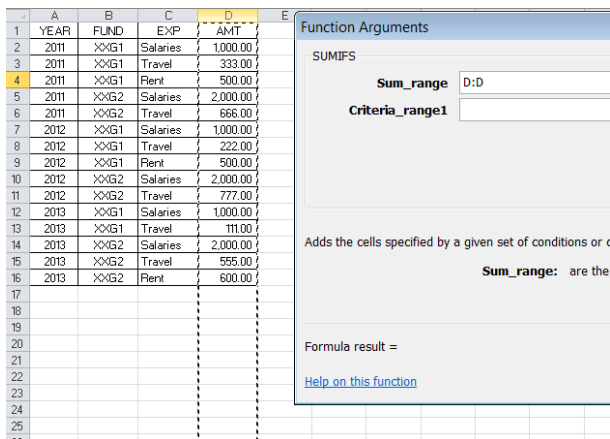 A B C D E
1 YEAR FUND EXP AMT
2 2011 XXG1 Salaries 1,000.00
3 2011 XXG1 Travel 333.00
4 2011 XXG1 Rent 500.00
5 2011 XXG2 Salaries 2,000.00
6 2011 XXG2 Travel 666.00
7 2012 XXG1 Salaries 1,000.00
8 2012 XXG1 Travel 222.00
9 2012 XXG1 Rent 500.00
10 2012 XXG2 Salaries 2,000.00
11 2012 XXG2 Travel 777.00
12 2013 XXG1 Salaries 1,000.00
13 2013 XXG1 Travel 111.00
14 2013 XXG2 Salaries 2,000.00
15 2013 XXG2 Travel 555.00
16 2013 XXG2 Rent 600.00
17
18
19
20
21
22
23
24
25
Function Arguments
SUMIFS
Sum_range D:D
Criteria_range1
Adds the cells specified by a given set of conditions or
Sum_range: are the
Formula result =
Help on this function